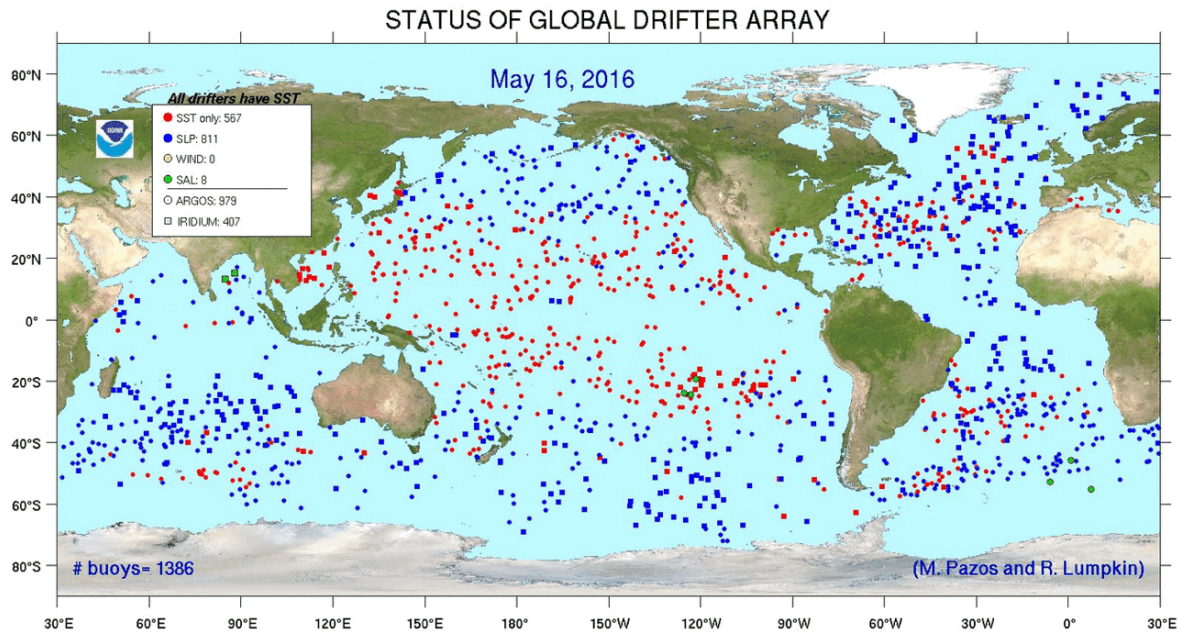 STATUS OF GLOBAL DRIFTER ARRAY
May 16, 2016
All drifters have SST
SST only: 567
SLP: 811
WIND: 0
SAL: 8
ARGOS: 979
IRIDIUM: 407
80°N
60°N
40°N
20°N
0°
20°S
40°S
60°S
80°S
# buoys= 1386
(M. Pazos and R. Lumpkin)
30°E 60°E 90°E 120°E 150°E 180° 150°W 120°W 90°W 60°W 30°W 0° 30°E